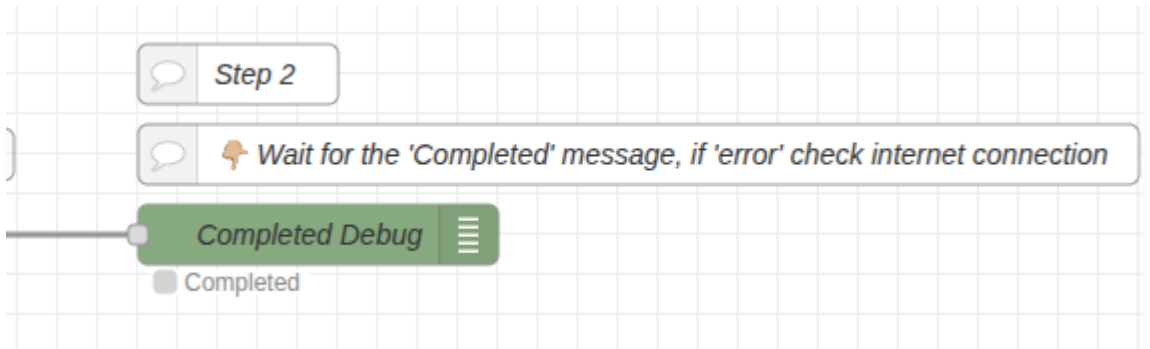 Step 2
👇🏼 Wait for the 'Completed' message, if 'error' check internet connection
Completed Debug
Completed